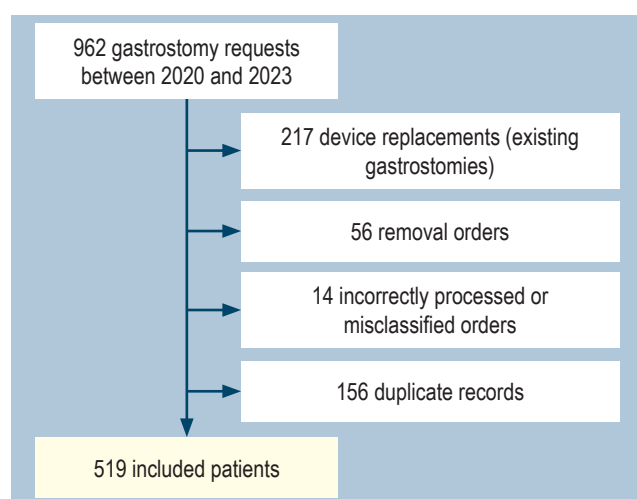 962 gastrostomy requests
between 2020 and 2023
217 device replacements (existing
gastrostomies)
56 removal orders
14 incorrectly processed or
misclassified orders
156 duplicate records
519 included patients